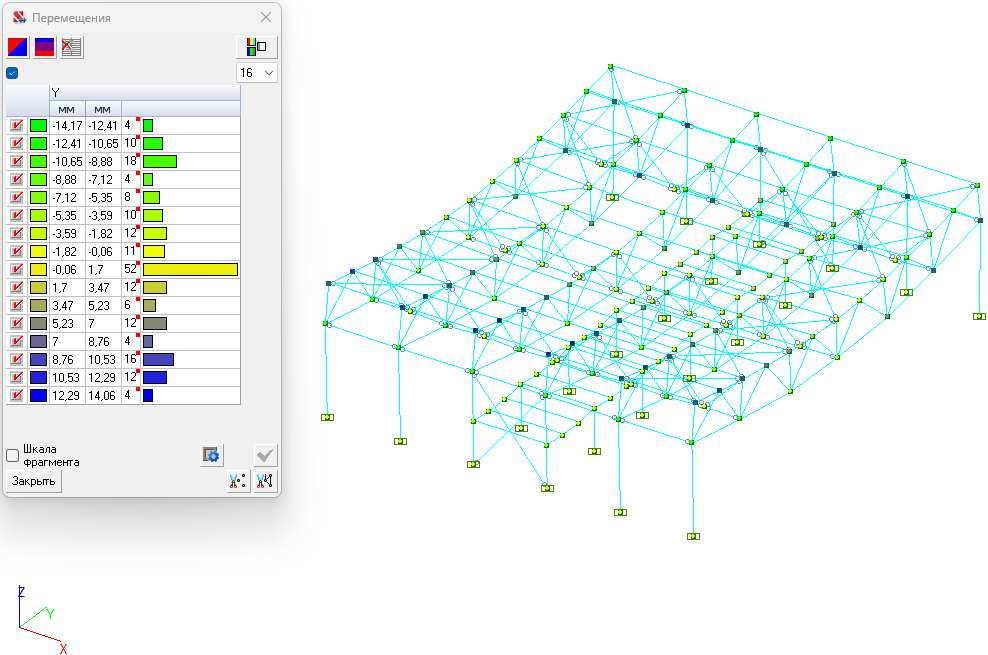 Перемещения
16
Y
мм мм
-14,17 -12,41 4
-12,41 -10,65 10
-10,65 -8,88 18
-8,88 -7,12 4
-7,12 -5,35 8
-5,35 -3,59 10
-3,59 -1,82 12
-1,82 -0,06 11
-0,06 1,7 52
1,7 3,47 12
3,47 5,23 6
5,23 7 12
7 8,76 4
8,76 10,53 16
10,53 12,29 12
12,29 14,06 4
Шкала
фрагмента
Закрыть
Z
Y
X